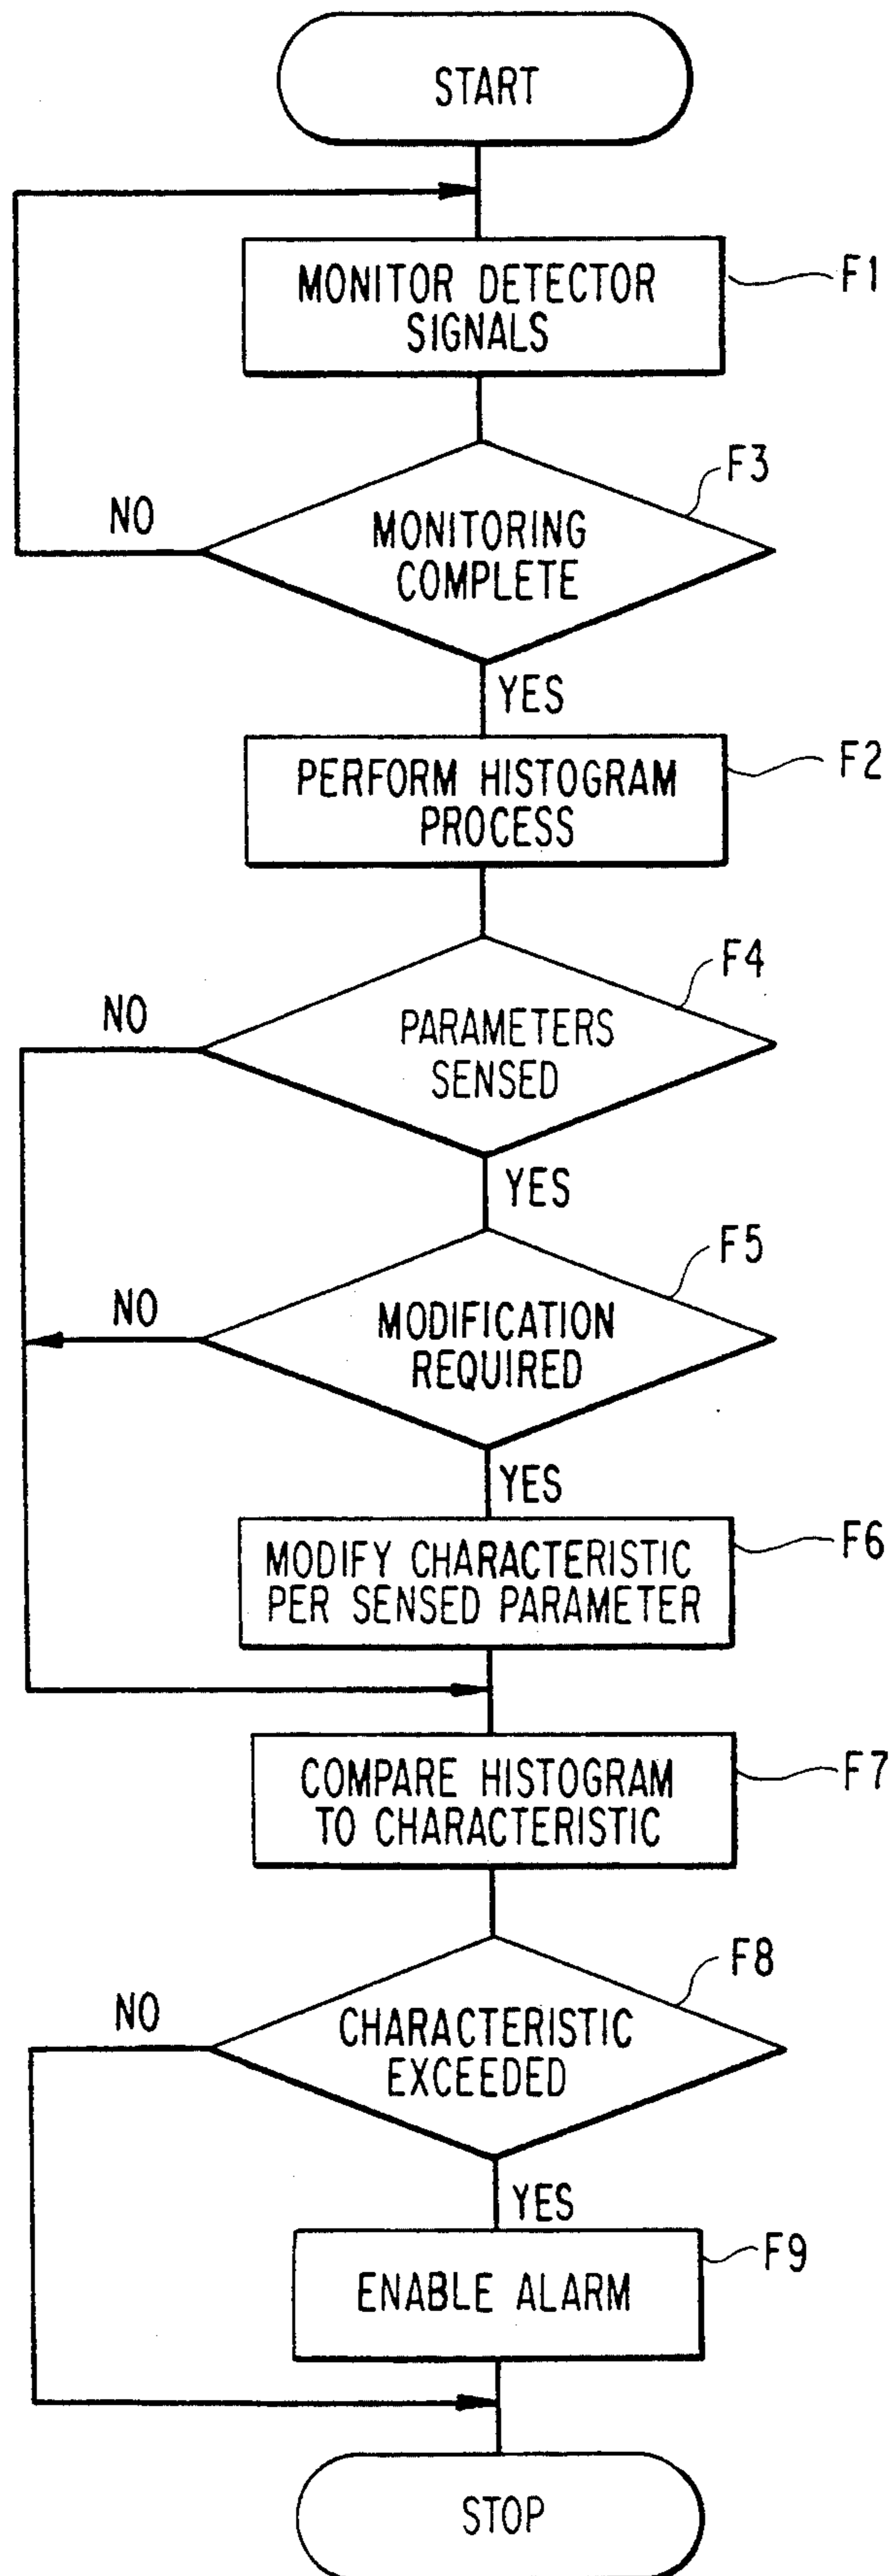 START
MONITOR DETECTOR
SIGNALS
F1
F3
NO
MONITORING
COMPLETE
YES
PERFORM HISTOGRAM
PROCESS
F2
F4
NO
PARAMETERS
SENSED
YES
F5
NO
MODIFICATION
REQUIRED
YES
MODIFY CHARACTERISTIC
PER SENSED PARAMETER
F6
COMPARE HISTOGRAM
TO CHARACTERISTIC
F7
F8
NO
CHARACTERISTIC
EXCEEDED
YES
ENABLE ALARM
F9
STOP